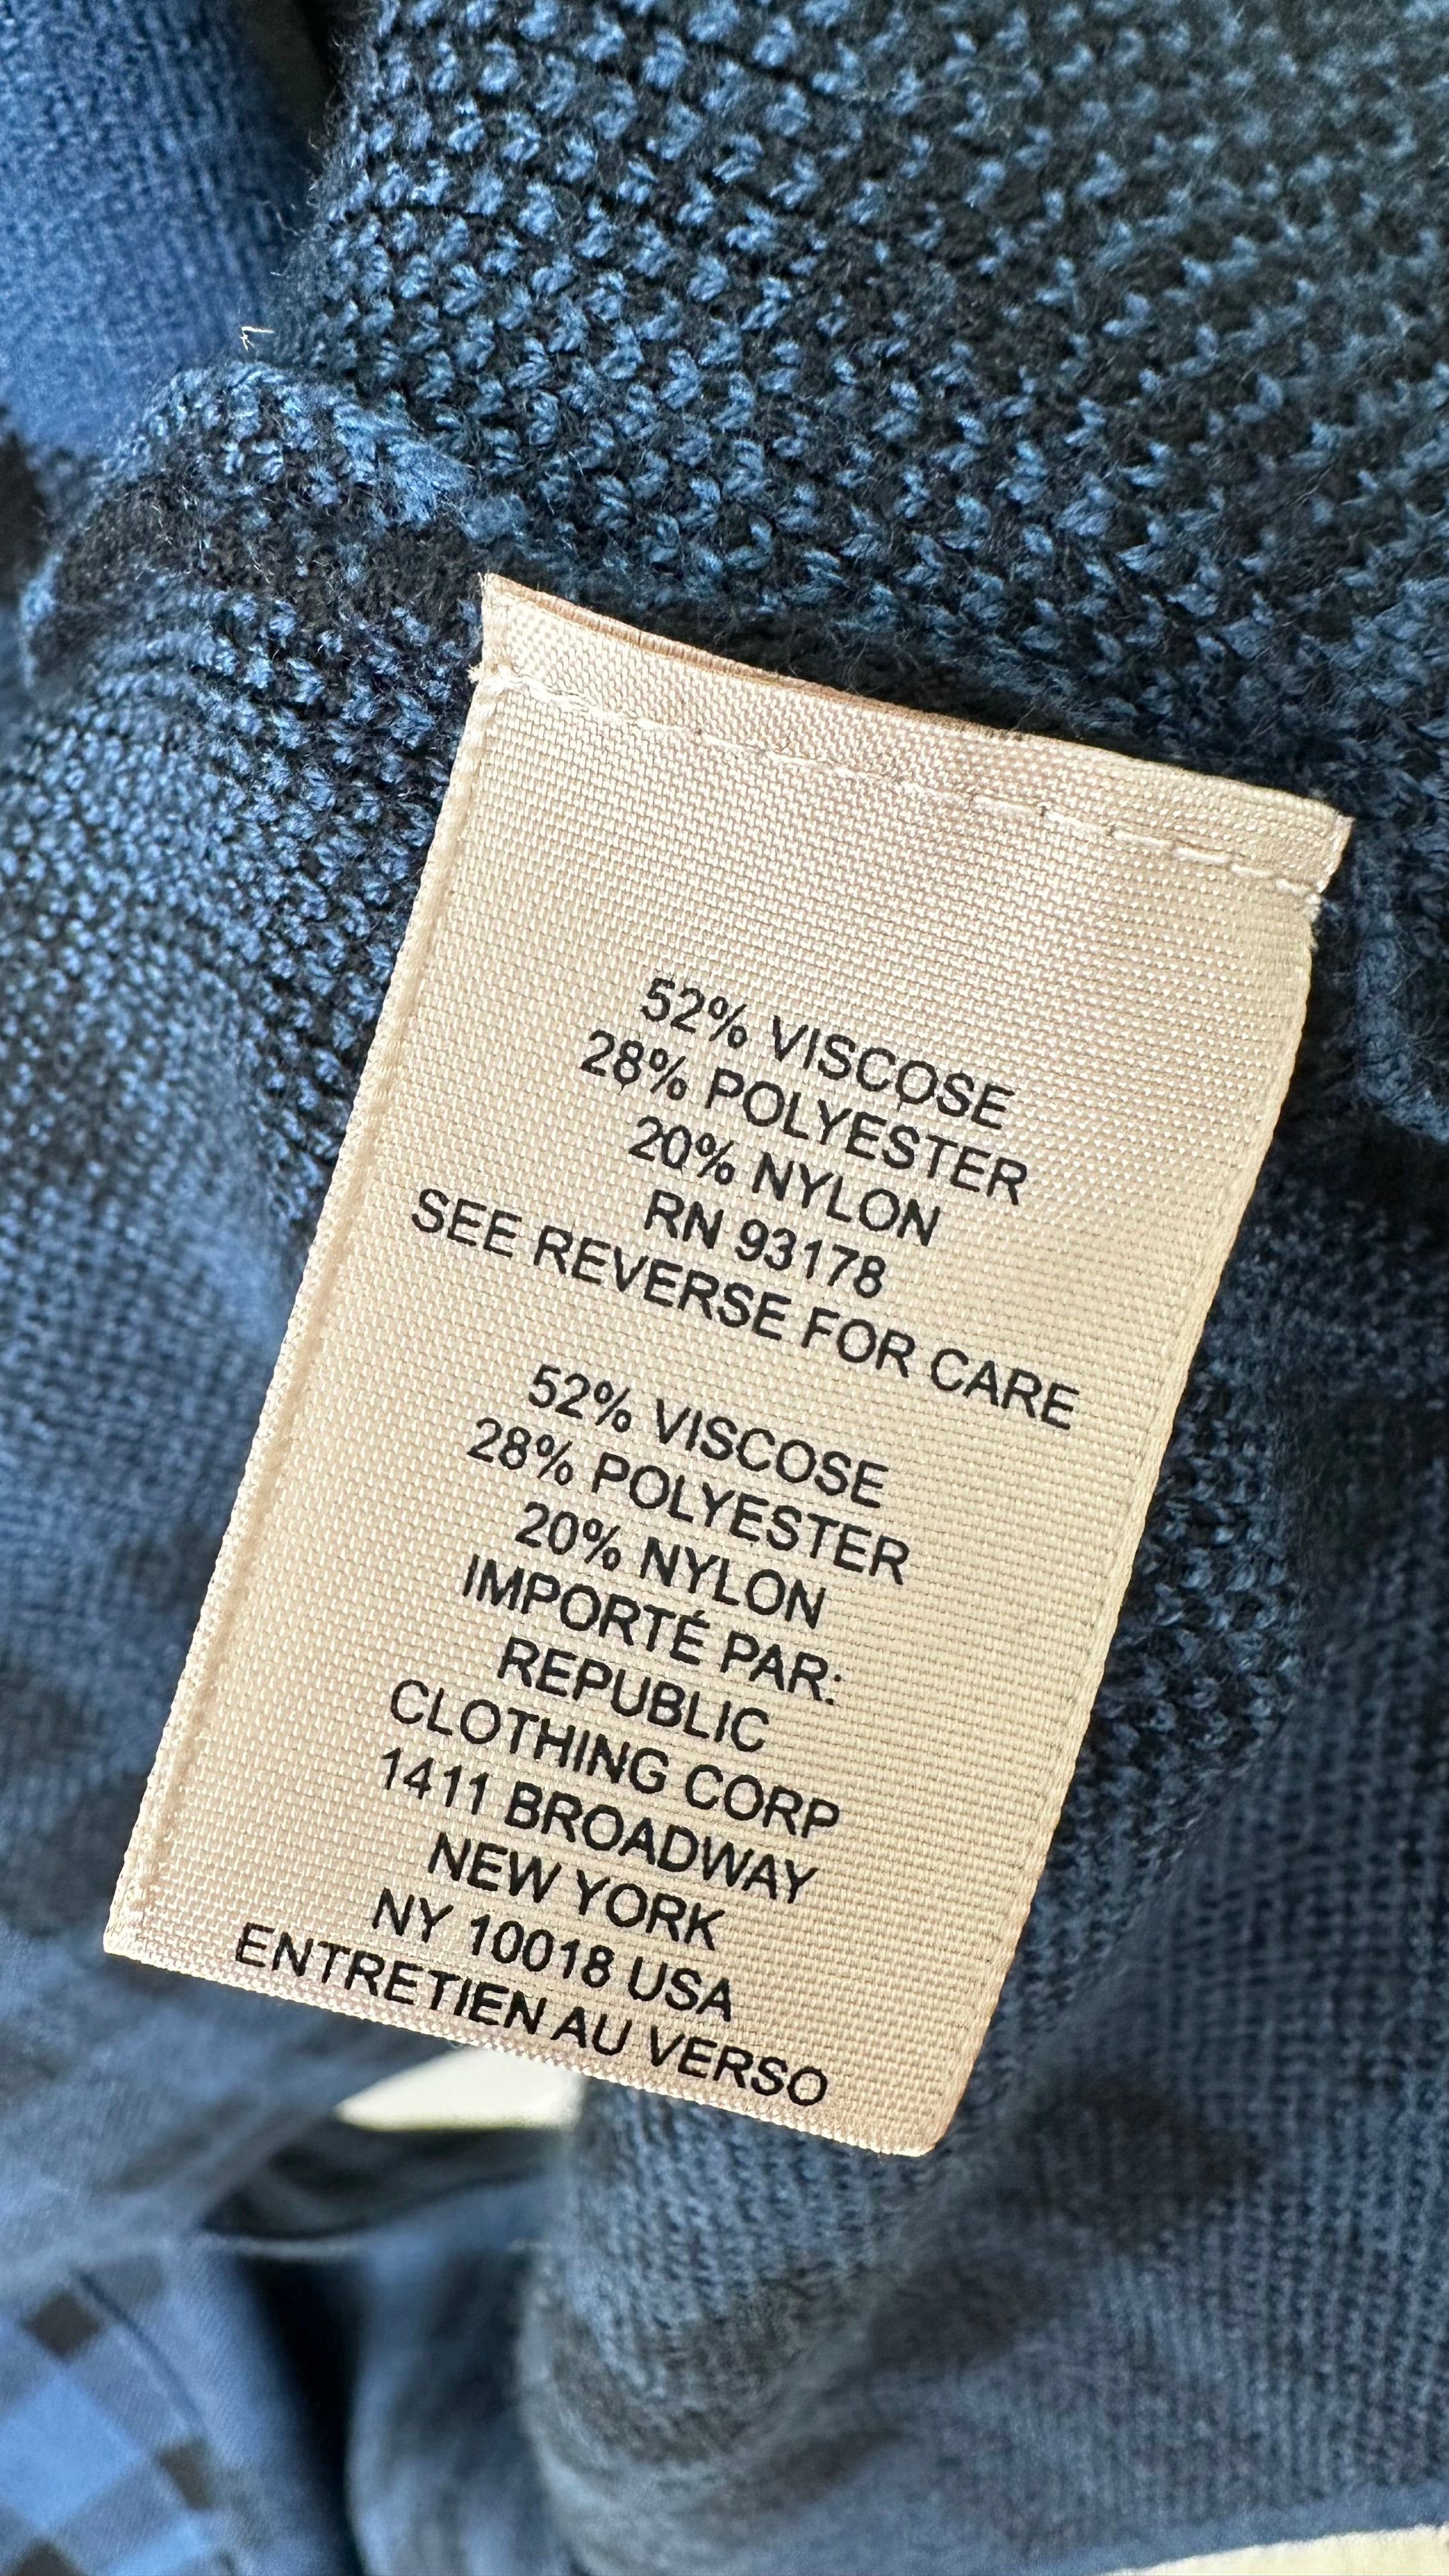 52% VISCOSE
28% POLYESTER
20% NYLON
RN 93178
SEE REVERSE FOR CARE
52% VISCOSE
28% POLYESTER
20% NYLON
IMPORTÉ PAR:
REPUBLIC
CLOTHING CORP
1411 BROADWAY
NEW YORK
NY 10018 USA
ENTRETIEN AU VERSO